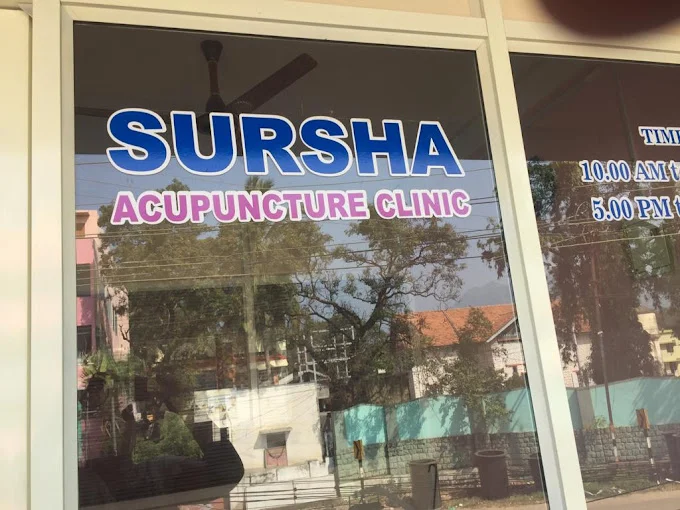 SURSHA
ACUPUNCTURE CLINIC
10.00 AM
5.00 PM